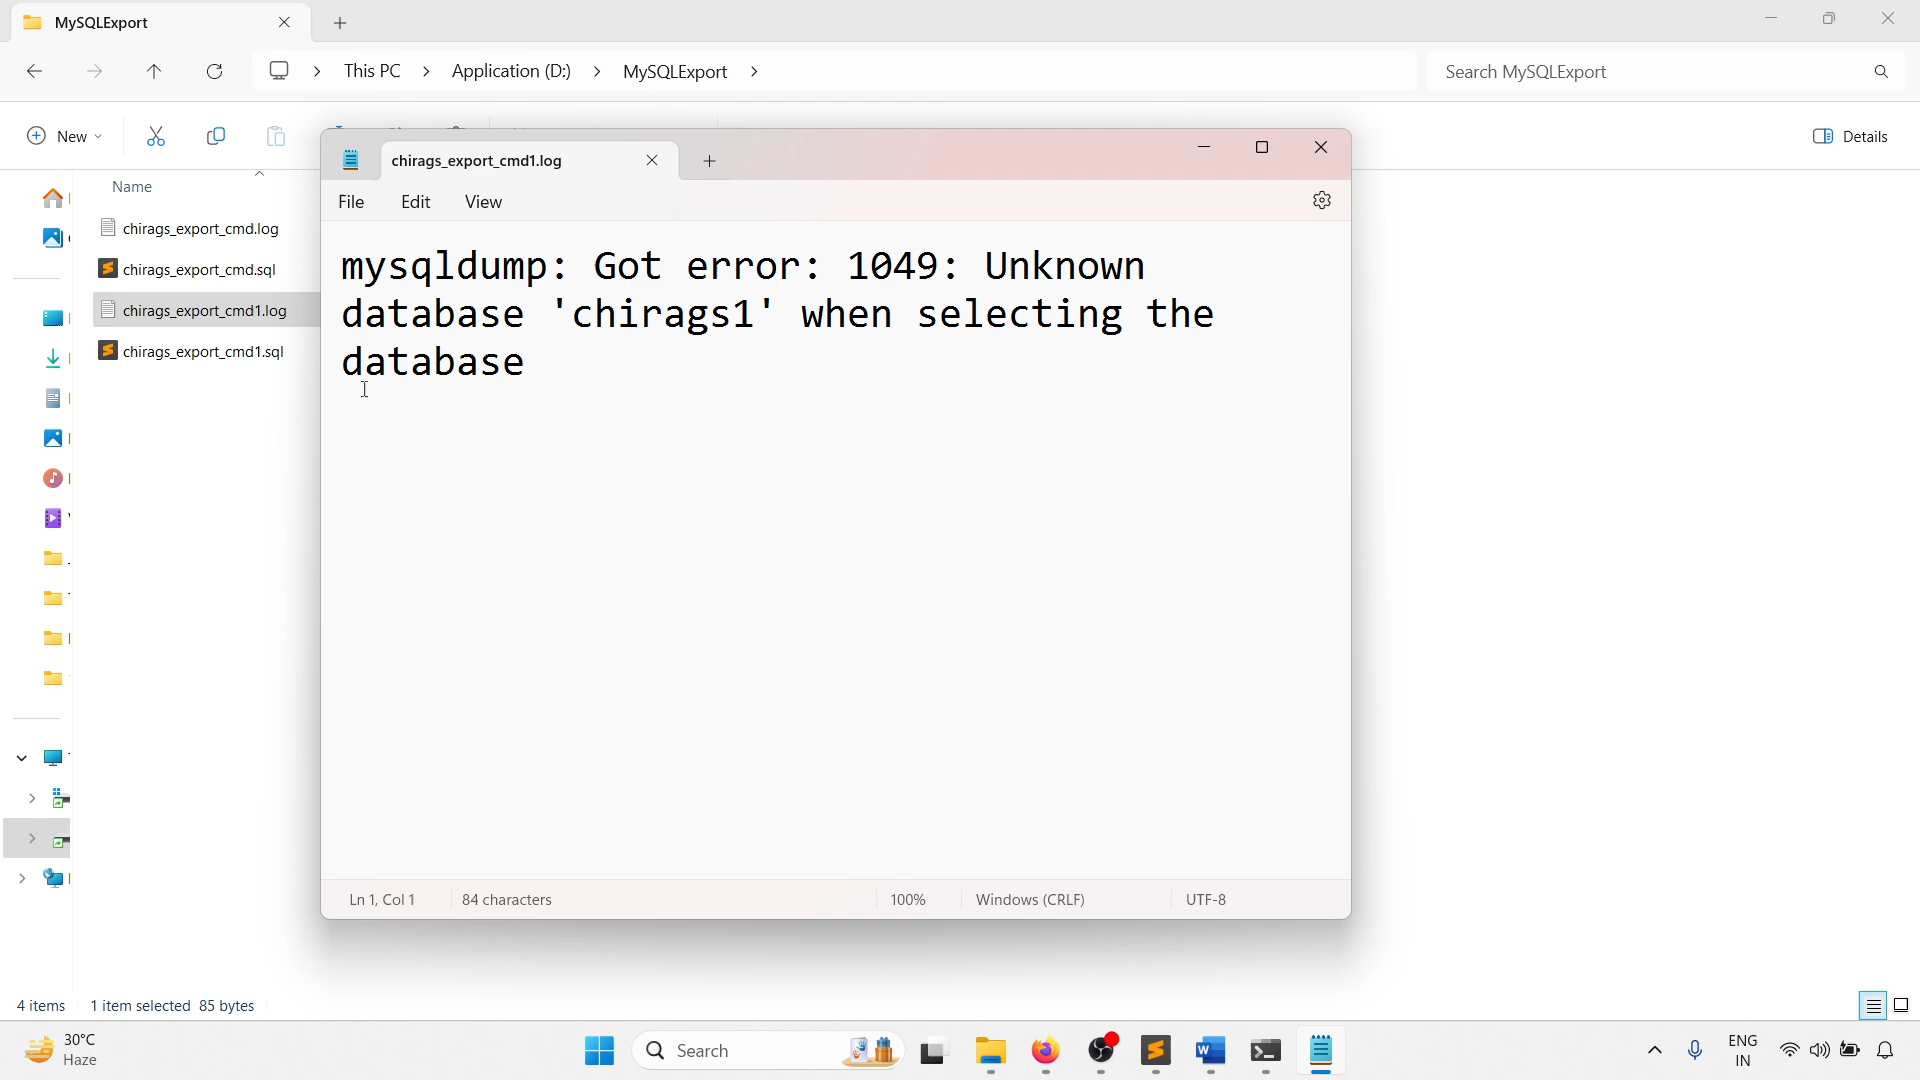 MySQLExport
This PC
Application (D:)
MySQLExport
Search MySQLExport
New
Details
Name
chirags_export_cmd.log
chirags_export_cmd.sql
chirags_export_cmd1.log
chirags_export_cmd1.sql
chirags_export_cmd1.log
File
Edit
View
mysqldump: Got error: 1049: Unknown
database 'chirags1' when selecting the
database
Ln 1, Col 1
84 characters
100%
Windows (CRLF)
UTF-8
4 items
1 item selected 85 bytes
30°C
Haze
Search
ENG
IN